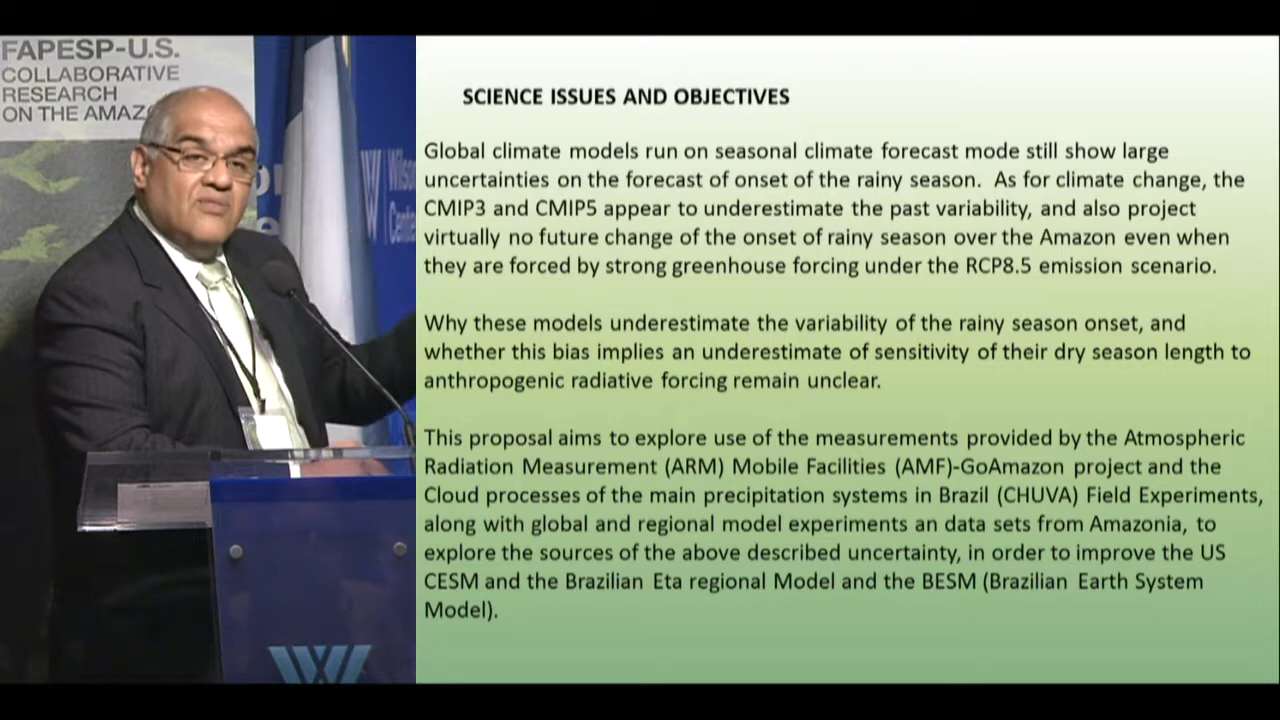 FAPESP-U.S.
COLLABORATIVE
RESEARCH
ON THE AMAZ
Wilson
Center
SCIENCE ISSUES AND OBJECTIVES
Global climate models run on seasonal climate forecast mode still show large
uncertainties on the forecast of onset of the rainy season. As for climate change, the
CMIP3 and CMIP5 appear to underestimate the past variability, and also project
virtually no future change of the onset of rainy season over the Amazon even when
they are forced by strong greenhouse forcing under the RCP8.5 emission scenario.
Why these models underestimate the variability of the rainy season onset, and
whether this bias implies an underestimate of sensitivity of their dry season length to
anthropogenic radiative forcing remain unclear.
This proposal aims to explore use of the measurements provided by the Atmospheric
Radiation Measurement (ARM) Mobile Facilities (AMF)-GoAmazon project and the
Cloud processes of the main precipitation systems in Brazil (CHUVA) Field Experiments,
along with global and regional model experiments an data sets from Amazonia, to
explore the sources of the above described uncertainty, in order to improve the US
CESM and the Brazilian Eta regional Model and the BESM (Brazilian Earth System
Model).